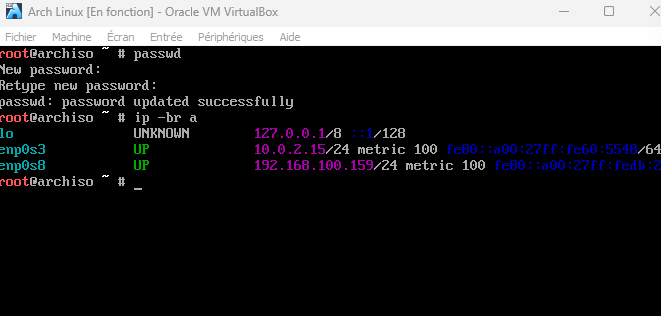 Arch Linux [En fonction] - Oracle VM VirtualBox
Fichier Machine Écran Entrée Périphériques Aide
root@archiso ~ # passwd
New password:
Retype new password:
passwd: password updated successfully
root@archiso ~ # ip -br a
lo UNKNOWN 127.0.0.1/8 ::1/128
enp0s3 UP 10.0.2.15/24 metric 100 fe80::a00:27ff:fe60:5548/64
enp0s8 UP 192.168.100.159/24 metric 100 fe80::a00:27ff:fedb:2
root@archiso ~ #